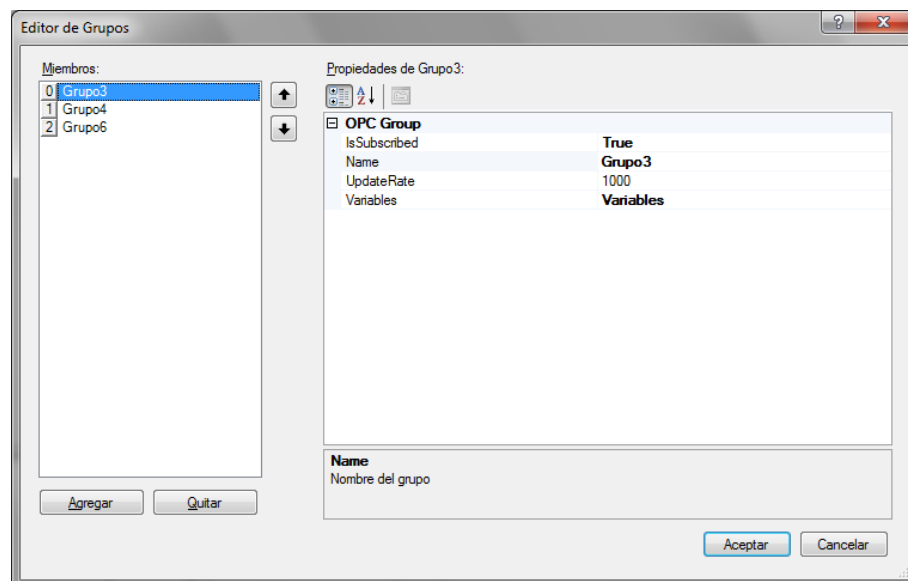 Editor de Grupos
?
Miembros:
0 Grupo3
1 Grupo4
2 Grupo6
Agregar
Quitar
Propiedades de Grupo3:
A
Z
OPC Group
IsSubscribed True
Name Grupo3
UpdateRate 1000
Variables Variables
Name
Nombre del grupo
Aceptar
Cancelar